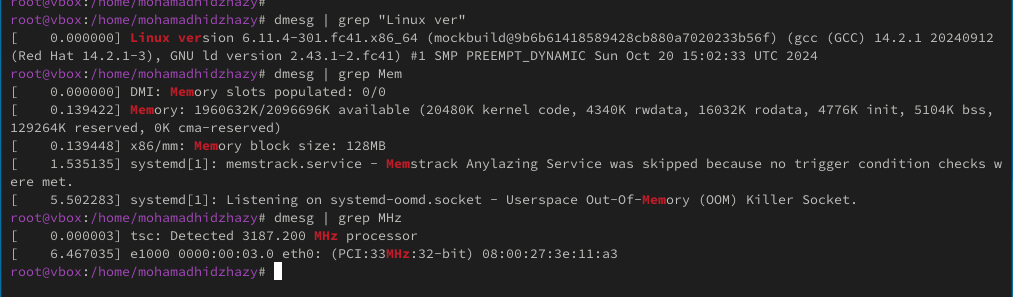 root@vbox:/home/mohamadhidzhazy#
root@vbox:/home/mohamadhidzhazy# dmesg | grep "Linux ver"
[    0.000000] Linux version 6.11.4-301.fc41.x86_64 (mockbuild@9b6b61418589428cb880a7020233b56f) (gcc (GCC) 14.2.1 20240912
(Red Hat 14.2.1-3), GNU ld version 2.43.1-2.fc41) #1 SMP PREEMPT_DYNAMIC Sun Oct 20 15:02:33 UTC 2024
root@vbox:/home/mohamadhidzhazy# dmesg | grep Mem
[    0.000000] DMI: Memory slots populated: 0/0
[    0.139422] Memory: 1960632K/2096696K available (20480K kernel code, 4340K rwdata, 16032K rodata, 4776K init, 5104K bss,
129264K reserved, 0K cma-reserved)
[    0.139448] x86/mm: Memory block size: 128MB
[    1.535135] systemd[1]: memstrack.service - Memstrack Anylazing Service was skipped because no trigger condition checks w
ere met.
[    5.502283] systemd[1]: Listening on systemd-oomd.socket - Userspace Out-Of-Memory (OOM) Killer Socket.
root@vbox:/home/mohamadhidzhazy# dmesg | grep MHz
[    0.000003] tsc: Detected 3187.200 MHz processor
[    6.467035] e1000 0000:00:03.0 eth0: (PCI:33MHz:32-bit) 08:00:27:3e:11:a3
root@vbox:/home/mohamadhidzhazy#